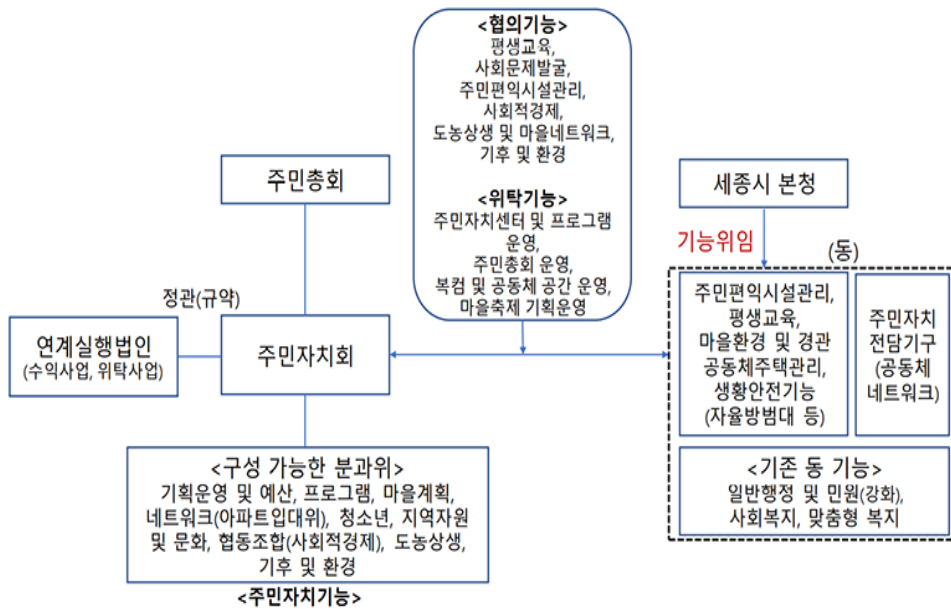 <협의기능>
평생교육,
사회문제발굴,
주민편익시설관리,
사회적경제,
도농상생 및 마을네트워크,
기후 및 환경
<위탁기능>
주민자치센터 및 프로그램
운영,
주민총회 운영,
복컴 및 공동체 공간 운영,
마을축제 기획운영
주민총회
세종시 본청
기능위임
(동)
정관(규약)
연계실행법인
(수익사업, 위탁사업)
주민자치회
주민편익시설관리,
평생교육,
마을환경 및 경관
공동체주택관리,
생황안전기능
(자율방범대 등)
주민자치
전담기구
(공동체
네트워크)
<구성 가능한 분과위>
기획운영 및 예산, 프로그램, 마을계획,
네트워크(아파트입대위), 청소년, 지역자원
및 문화, 협동조합(사회적경제), 도농상생,
기후 및 환경
<주민자치기능>
<기존 동 기능>
일반행정 및 민원(강화),
사회복지, 맞춤형 복지